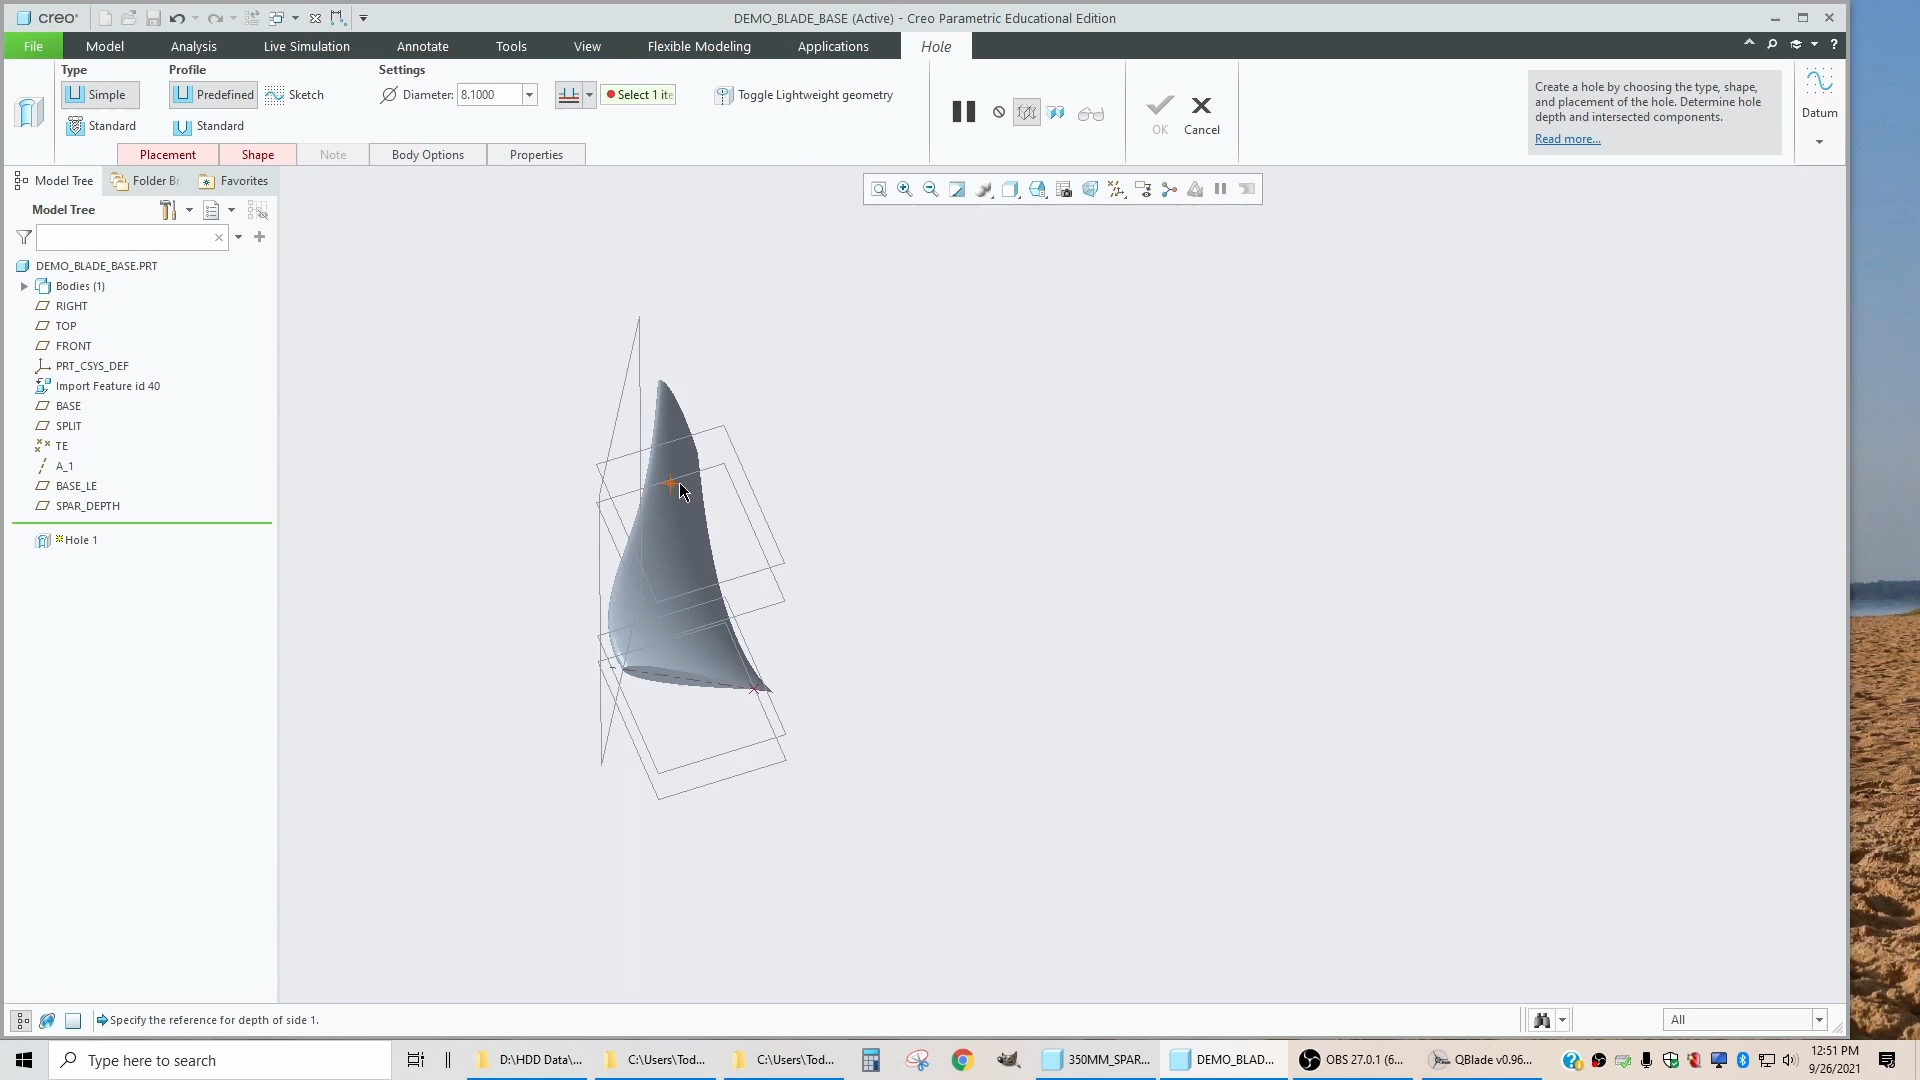 creo
DEMO_BLADE_BASE (Active) - Creo Parametric Educational Edition
File
Model
Analysis
Live Simulation
Annotate
Tools
View
Flexible Modeling
Applications
Hole
Type
Simple
Standard
Profile
Predefined
Sketch
Standard
Settings
Diameter:
8.1000
Select 1 ite
Toggle Lightweight geometry
OK
Cancel
Create a hole by choosing the type, shape,
and placement of the hole. Determine hole
depth and intersected components.
Read more...
Datum
Placement
Shape
Note
Body Options
Properties
Model Tree
Folder Br
Favorites
Model Tree
DEMO_BLADE_BASE.PRT
Bodies (1)
RIGHT
TOP
FRONT
PRT_CSYS_DEF
Import Feature id 40
BASE
SPLIT
TE
A_1
BASE_LE
SPAR_DEPTH
Hole 1
Specify the reference for depth of side 1.
All
Type here to search
D:\HDD Data\...
C:\Users\Tod...
C:\Users\Tod...
350MM_SPAR...
DEMO_BLAD...
OBS 27.0.1 (6...
QBlade v0.96...
12:51 PM
9/26/2021